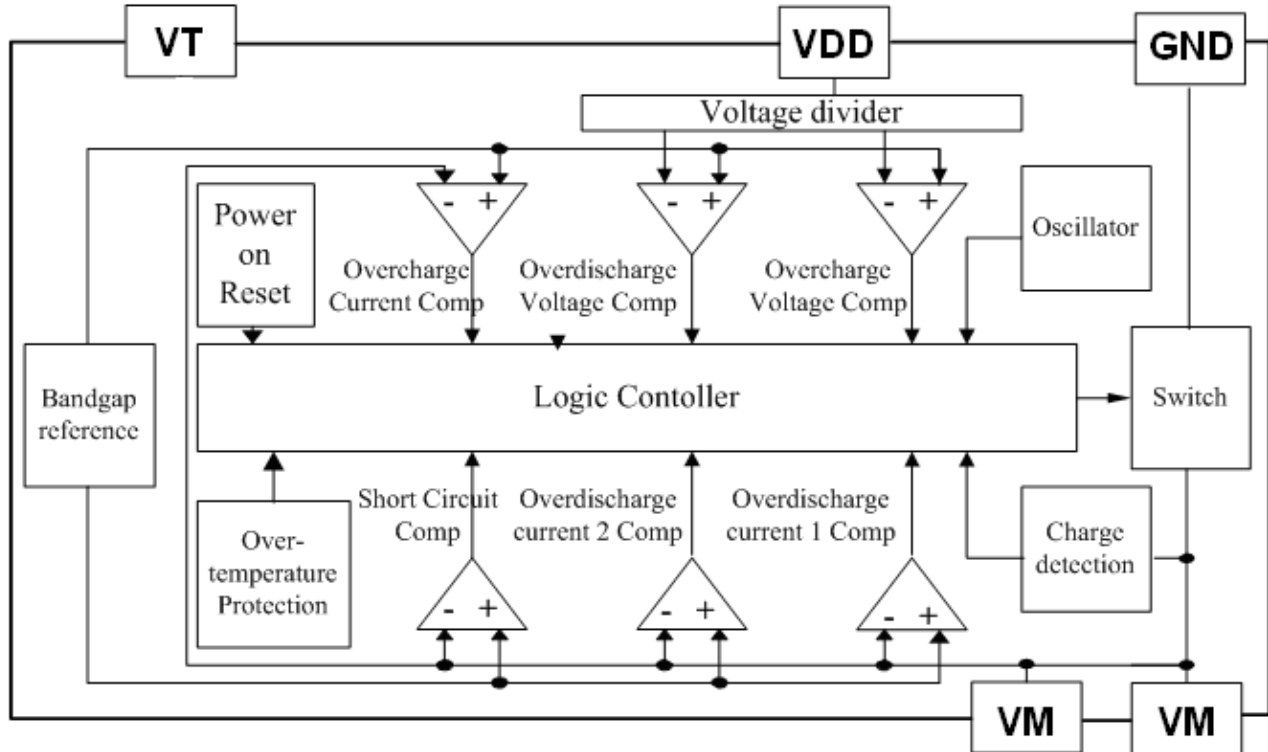 VT
VDD
GND
Voltage divider
- +
- +
- +
Power
on
Reset
Oscillator
Overcharge
Current Comp
Overdischarge
Voltage Comp
Overcharge
Voltage Comp
Bandgap
reference
Logic Contoller
Switch
Short Circuit
Comp
Overdischarge
current 2 Comp
Overdischarge
current 1 Comp
Over-
temperature
Protection
Charge
detection
- +
- +
- +
VM
VM